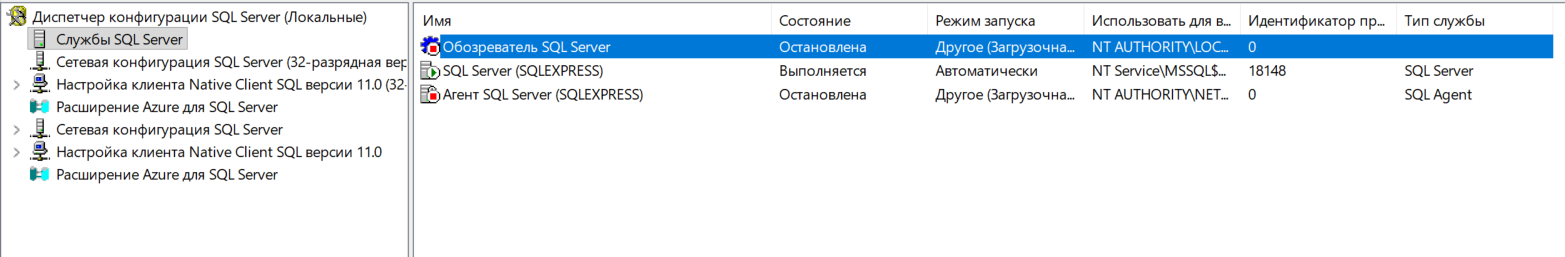 Диспетчер конфигурации SQL Server (Локальные)
Службы SQL Server
Сетевая конфигурация SQL Server (32-разрядная вер
Настройка клиента Native Client SQL версии 11.0 (32-
Расширение Azure для SQL Server
Сетевая конфигурация SQL Server
Настройка клиента Native Client SQL версии 11.0
Расширение Azure для SQL Server
Имя Состояние Режим запуска Использовать для в... Идентификатор пр... Тип службы
Обозреватель SQL Server Остановлена Другое (Загрузочна... NT AUTHORITY\LOC... 0
SQL Server (SQLEXPRESS) Выполняется Автоматически NT Service\MSSQL$... 18148 SQL Server
Агент SQL Server (SQLEXPRESS) Остановлена Другое (Загрузочна... NT AUTHORITY\NET... 0 SQL Agent